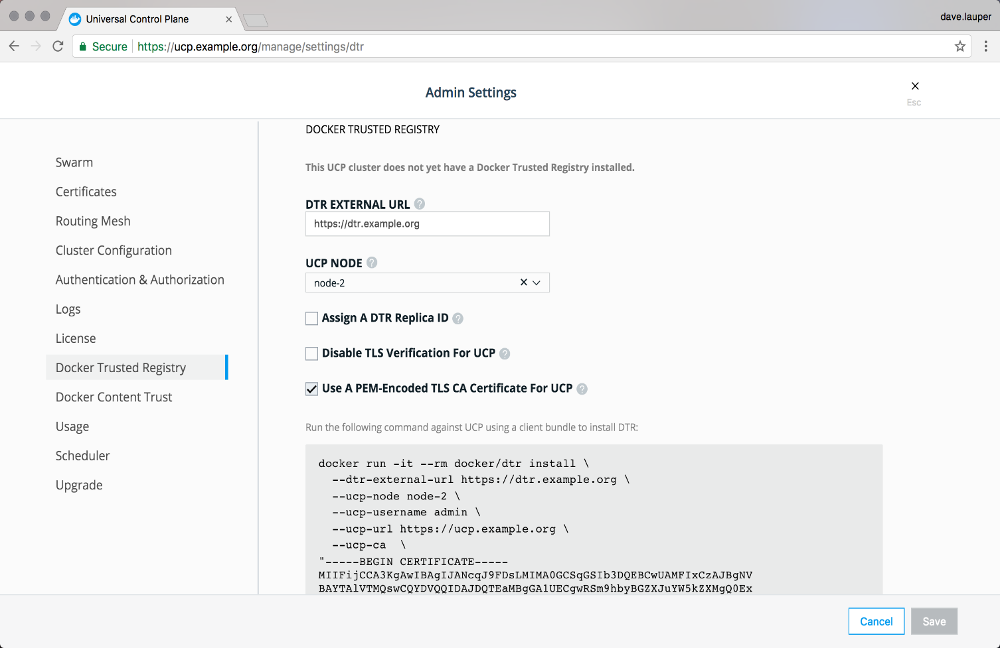 Universal Control Plane
dave.lauper
Secure https://ucp.example.org/manage/settings/dtr
Admin Settings
Esc
Swarm
Certificates
Routing Mesh
Cluster Configuration
Authentication & Authorization
Logs
License
Docker Trusted Registry
Docker Content Trust
Usage
Scheduler
Upgrade
DOCKER TRUSTED REGISTRY
This UCP cluster does not yet have a Docker Trusted Registry installed.
DTR EXTERNAL URL ?
https://dtr.example.org
UCP NODE ?
node-2
Assign A DTR Replica ID ?
Disable TLS Verification For UCP ?
Use A PEM-Encoded TLS CA Certificate For UCP ?
Run the following command against UCP using a client bundle to install DTR:
docker run -it --rm docker/dtr install \
--dtr-external-url https://dtr.example.org \
--ucp-node node-2 \
--ucp-username admin \
--ucp-url https://ucp.example.org \
--ucp-ca \
"-----BEGIN CERTIFICATE-----
MIIFijCCA3KgAwIBAgIJANcqJ9FDsLMIMA0GCSqGSIb3DQEBCwUAMFIxCzAJBgNV
BAYTAlVTMQswCQYDVQQIDAJDQTEaMBgGA1UECgwRSm9hbyBGZXJuYW5kZXMgQ0Ex
Cancel
Save